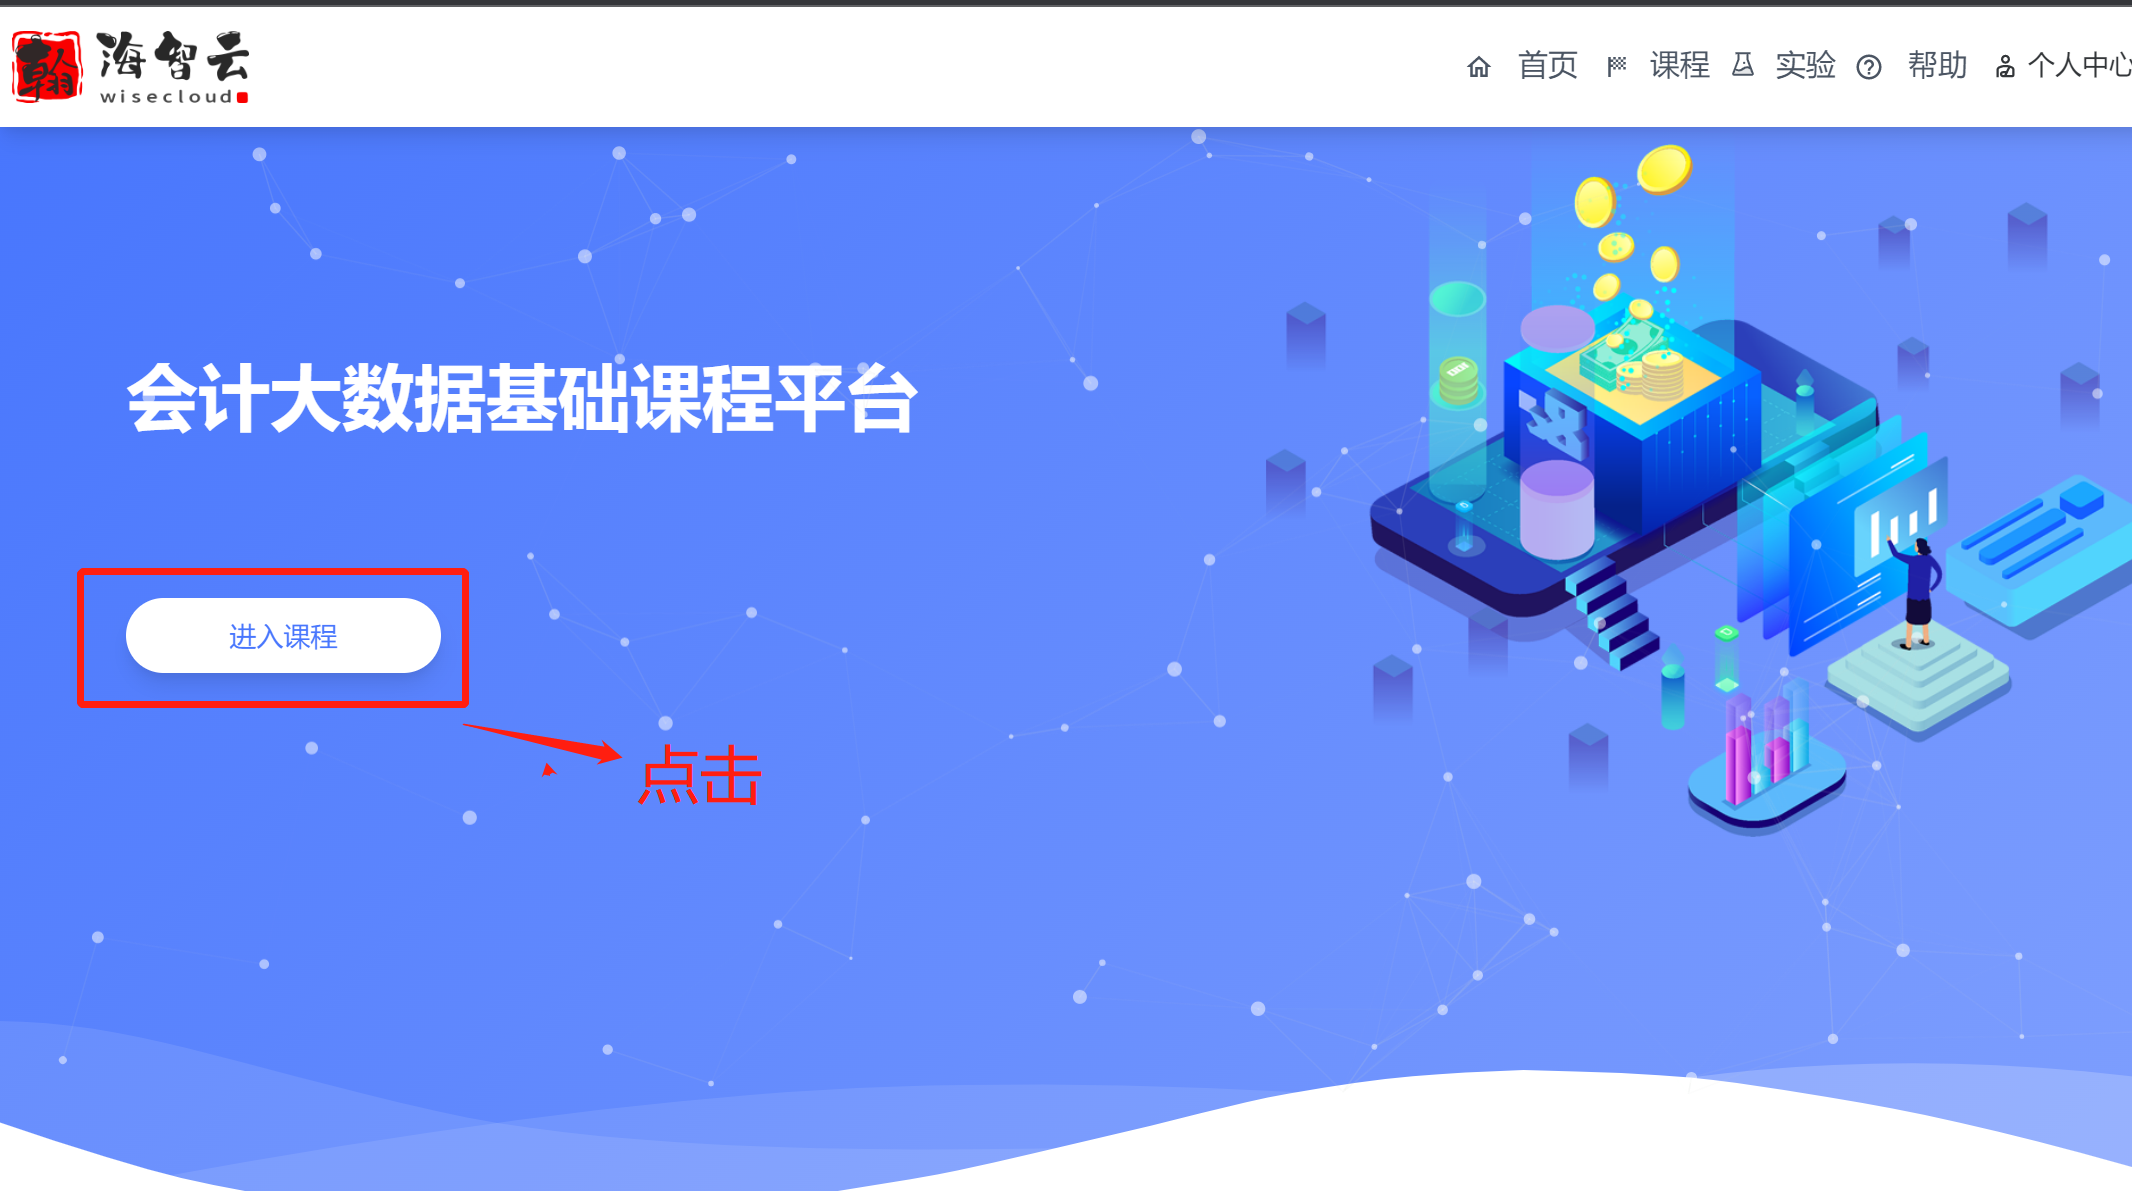 海智云
wisecloud
首页 课程 实验 帮助 个人中心
会计大数据基础课程平台
进入课程
点击